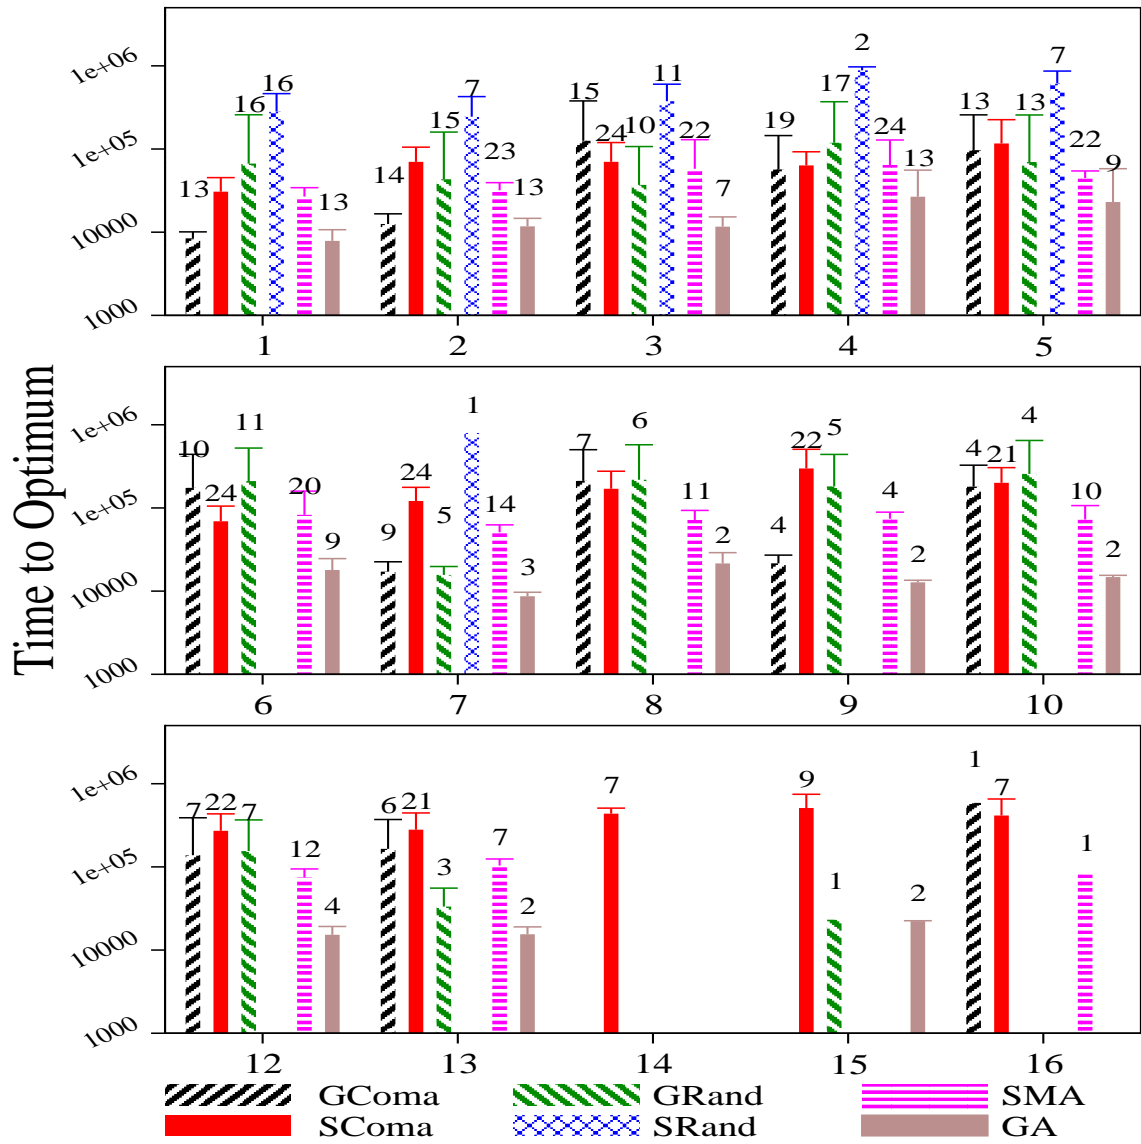 Time to Optimum
1e+06
1e+05
10000
1000
13 16 16 13
14 15 7 23 13
15 24 10 11 22 7
19 17 2 24 13
13 13 7 22 9
1 2 3 4 5
1e+06
1e+05
10000
1000
10 24 11 20 9
9 24 5 1 14 3
7 6 11 2
4 22 5 4 2
4 21 4 10 2
6 7 8 9 10
1e+06
1e+05
10000
1000
7 22 7 12 4
6 21 3 7 2
7
9 1 2
1 7 1
12 13 14 15 16
GComa GRand SMA
SComa SRand GA